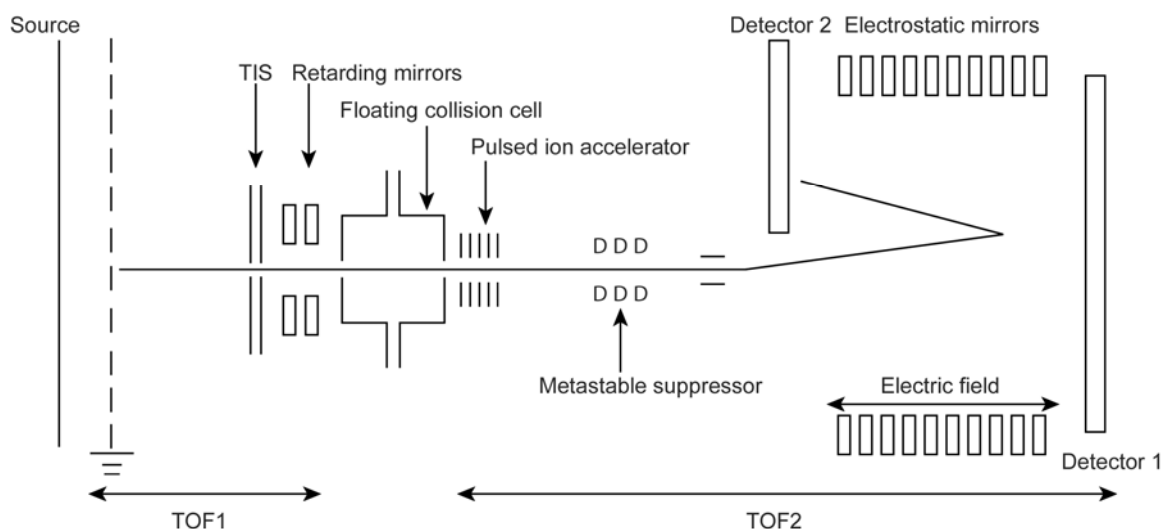 Source
TIS
Retarding mirrors
Floating collision cell
Pulsed ion accelerator
Detector 2
Electrostatic mirrors
D D D
D D D
Metastable suppressor
Electric field
Detector 1
TOF1
TOF2